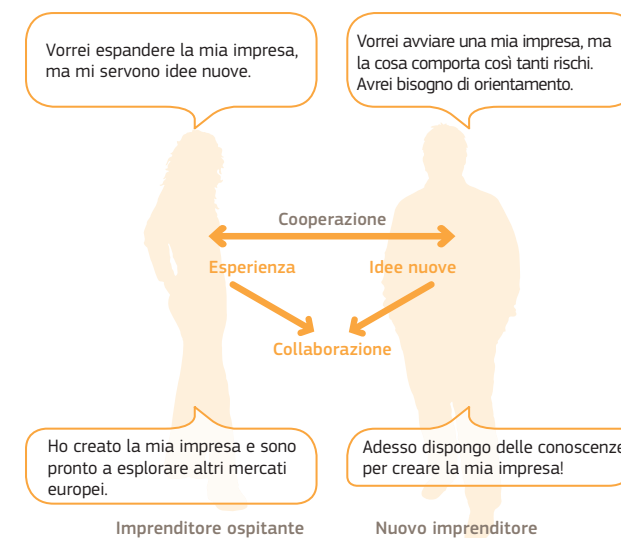 Vorrei espandere la mia impresa,
ma mi servono idee nuove.
Vorrei avviare una mia impresa, ma
la cosa comporta così tanti rischi.
Avrei bisogno di orientamento.
Cooperazione
Esperienza
Idee nuove
Collaborazione
Ho creato la mia impresa e sono
pronto a esplorare altri mercati
europei.
Adesso dispongo delle conoscenze
per creare la mia impresa!
Imprenditore ospitante
Nuovo imprenditore